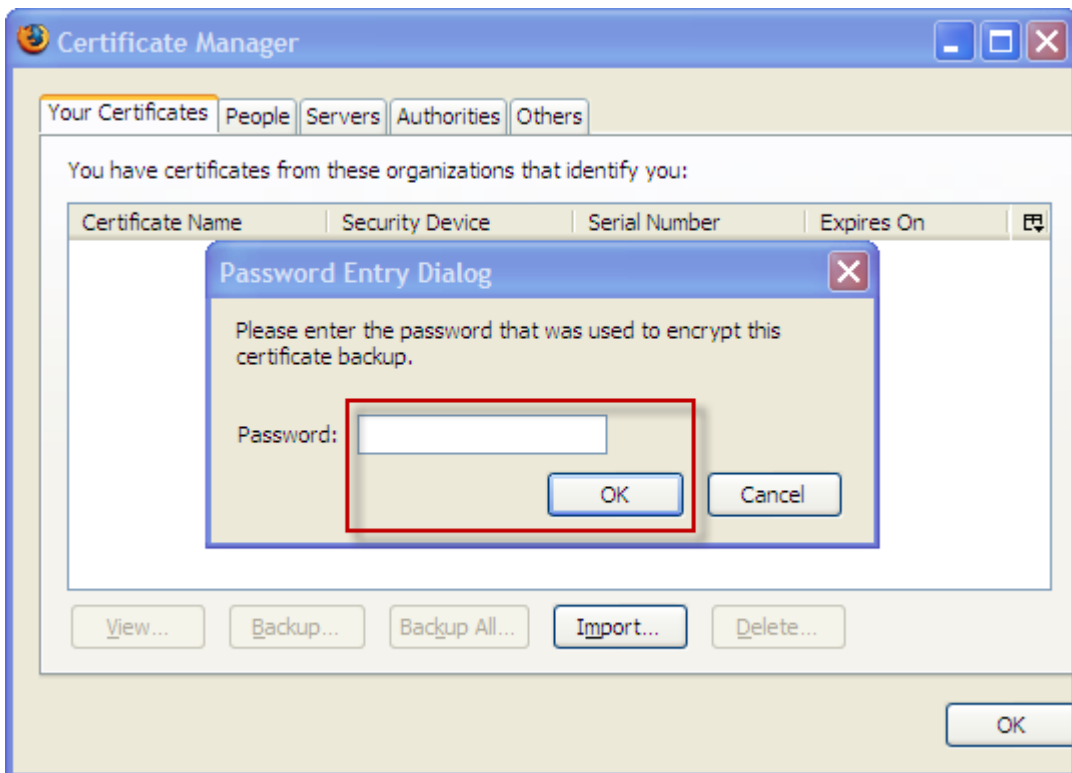 Certificate Manager
Your Certificates People Servers Authorities Others
You have certificates from these organizations that identify you:
Certificate Name Security Device Serial Number Expires On
Password Entry Dialog
Please enter the password that was used to encrypt this
certificate backup.
Password:
OK Cancel
View... Backup... Backup All... Import... Delete...
OK